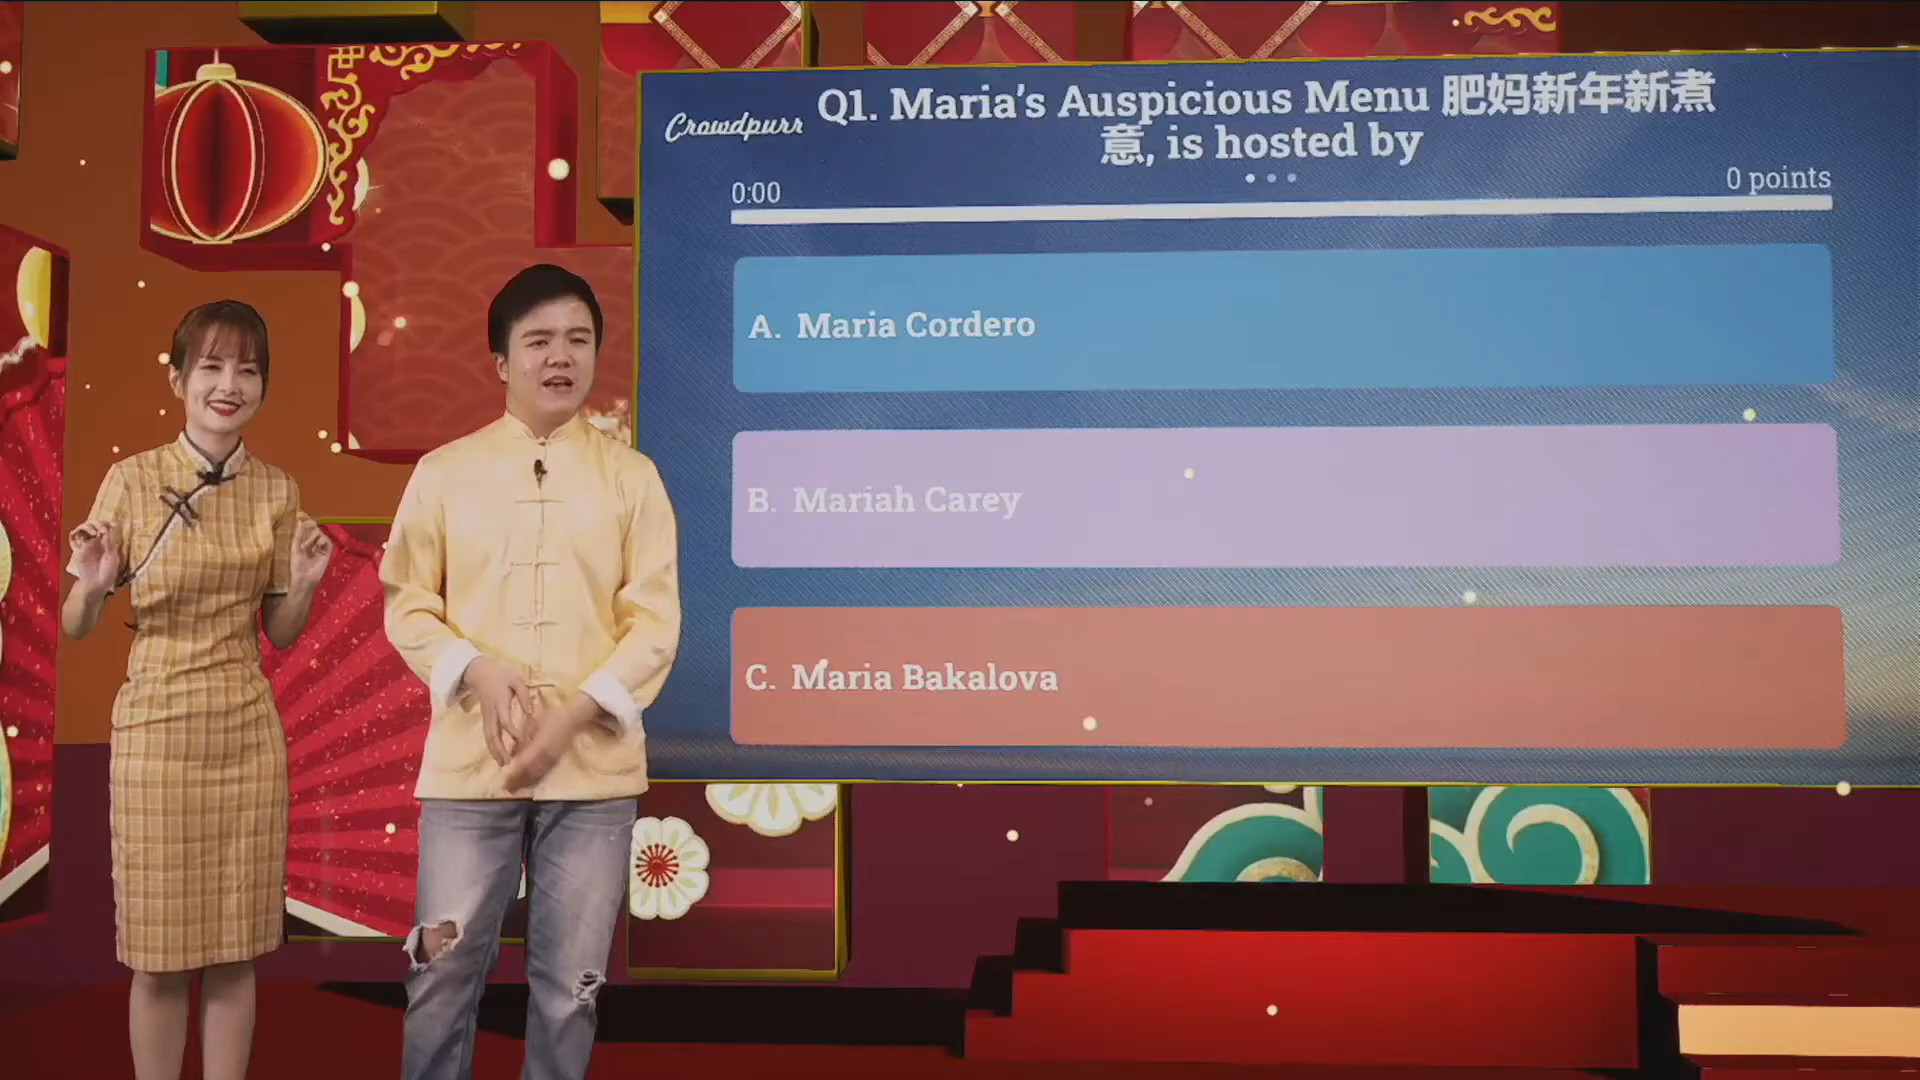 Crowdpurr
Q1. Maria's Auspicious Menu 肥妈新年新煮
意, is hosted by
0:00
0 points
A. Maria Cordero
B. Mariah Carey
C. Maria Bakalova